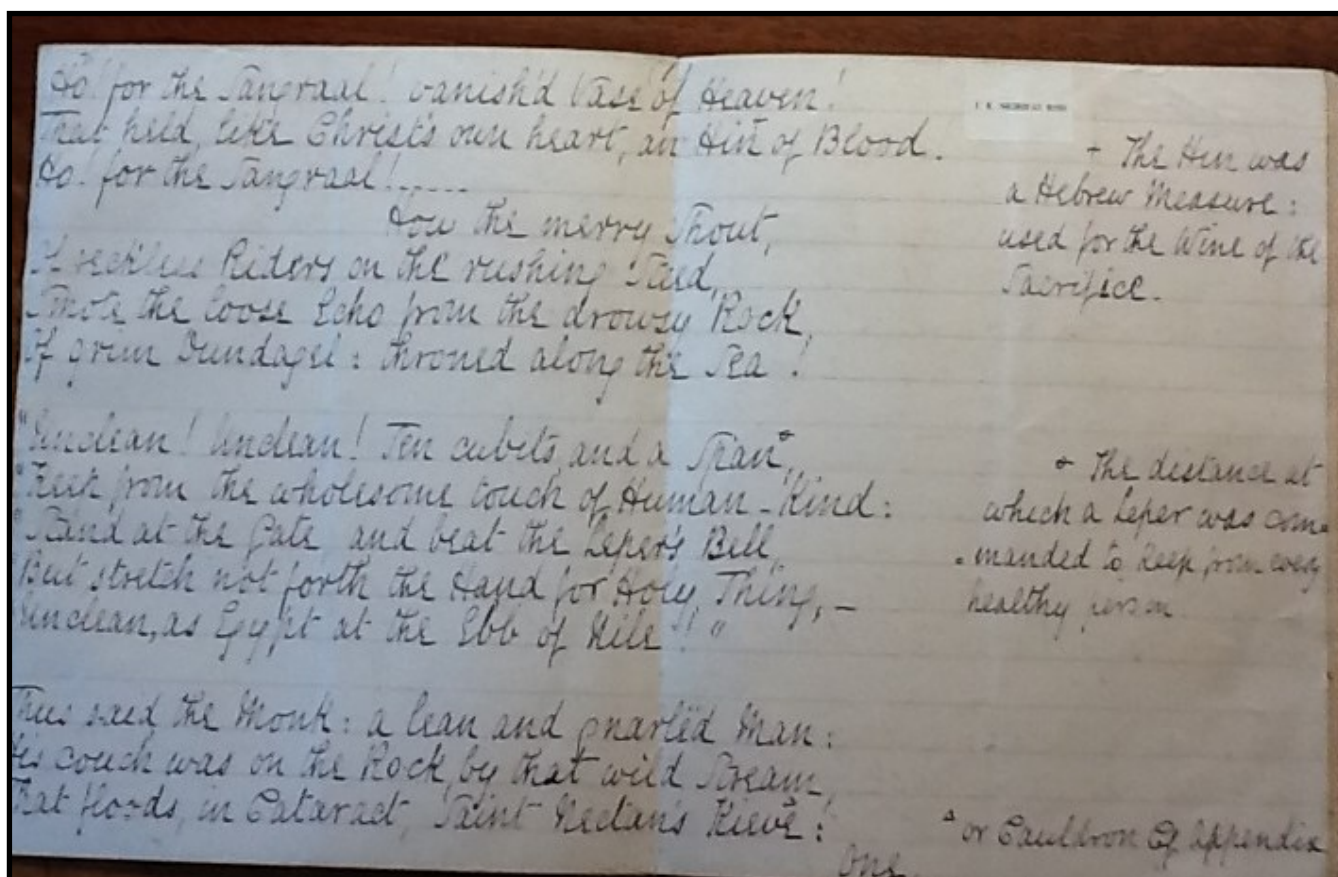 Ho! for the Sangraal! vanish'd Vase of Heaven!
That held, like Christ's own heart, an Hin+ of Blood.
Ho! for the Sangraal!......
How the merry Shout,
Of reckless Riders on the rushing Steed,
Smote the loose Echo from the drowsy Rock,
Of grim Dundagel: throned along the Sea!
"Unclean! Unclean! Ten cubits, and a Span+,
"Keep from the wholesome touch of Human-Kind:
"Stand at the Gate, and beat the Leper's Bell,
"But stretch not forth the Hand for Holy Thing, –
Unclean, as Egypt at the Ebb of Nile!"
Thus said the Monk: a lean and gnarlëd Man:
His couch was on the Rock, by that wild Stream,
That floods, in Cataract, Saint Nectan's Kieve:
One
+ The Hin was
a Hebrew Measure:
used for the Wine of the
Sacrifice.
+ The distance at
which a Leper was com=
=manded to keep from every
healthy person
or Cauldron Cf appendix